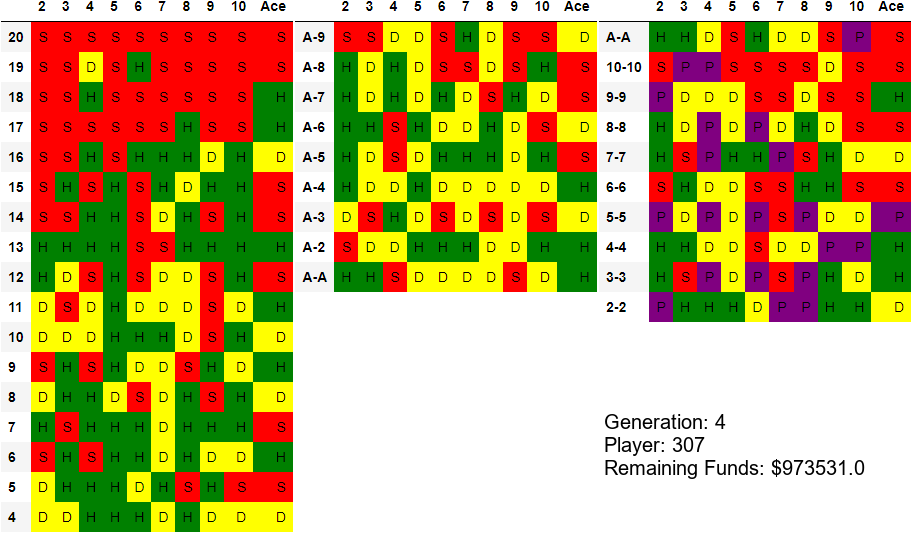 2 3 4 5 6 7 8 9 10 Ace
20 S S S S S S S S S S
19 S S D S H S S S S S
18 S S H S S S S S S H
17 S S S S S S H S S H
16 S S H S H H H D H D
15 S H S H S H D H H S
14 S S H H S D H S H S
13 H H H H S S H H H H
12 H D S H S D D S H S
11 D S D H D D D S D H
10 D D D H H H D S H D
9 S H S H D D S H D H
8 D H H D S D H S H D
7 H S H H H D H H H S
6 S H S H H D H D D H
5 D H H H D H S H S S
4 D D H H H D H D D D
2 3 4 5 6 7 8 9 10 Ace
A-9 S S D D S H D S S D
A-8 H D H D S S D S H S
A-7 H D H D H D S H D S
A-6 H H S H D D H D S D
A-5 H D S D H H H D H S
A-4 H D D H D D D D D H
A-3 D S H D S D S D S D
A-2 S D D H H H D D H H
A-A H H S D D D D S D H
2 3 4 5 6 7 8 9 10 Ace
A-A H H D S H D D S P S
10-10 S P P S S S S D S S
9-9 P D D D S S D S S H
8-8 H D P D P D H D S S
7-7 H S P H H P S H D D
6-6 S H D D S S H H S S
5-5 P D P D P S P D D P
4-4 H H D D S D D P P H
3-3 H S P D P S P H D H
2-2 P H H H D P P H H D
Generation: 4
Player: 307
Remaining Funds: $973531.0